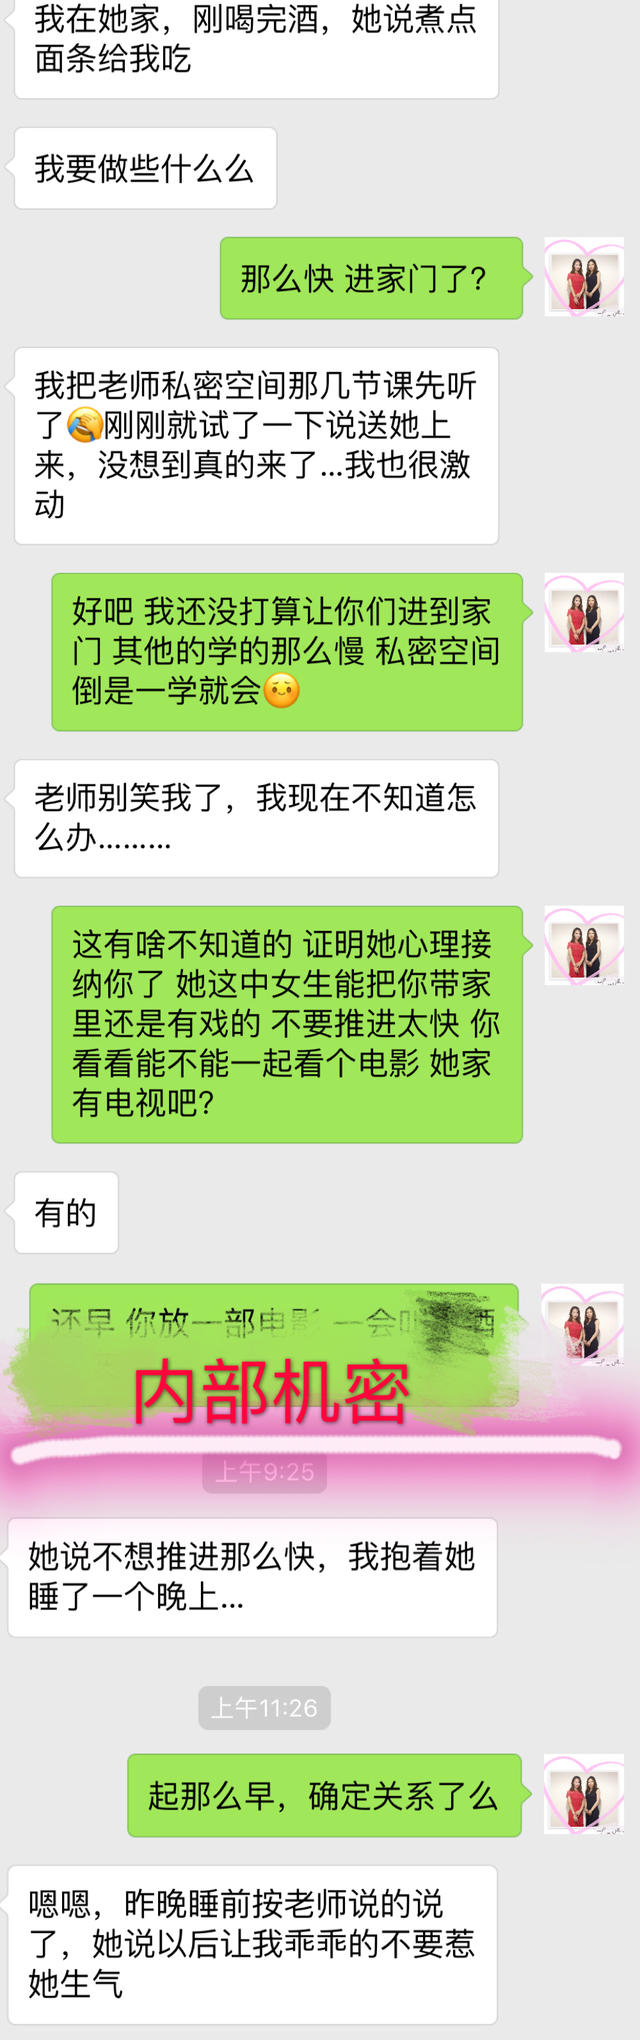 我在她家，刚喝完酒，她说煮点
面条给我吃
我要做些什么么
那么快 进家门了？
我把老师私密空间那几节课先听
了🤦刚刚就试了一下说送她上
来，没想到真的来了...我也很激
动
好吧 我还没打算让你们进到家
门 其他的学的那么慢 私密空间
倒是一学就会☺️
老师别笑我了，我现在不知道怎
么办.........
这有啥不知道的 证明她心理接
纳你了 她这中女生能把你带家
里还是有戏的 不要推进太快 你
看看能不能一起看个电影 她家
有电视吧？
有的
还早 你放一部电影 一会 酒
内部机密
上午9:25
她说不想推进那么快，我抱着她
睡了一个晚上...
上午11:26
起那么早，确定关系了么
嗯嗯，昨晚睡前按老师说的说
了，她说以后让我乖乖的不要惹
她生气